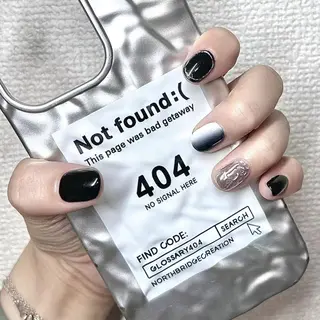 Not found:(
This page was bad getaway
404
NO SIGNAL HERE
FIND CODE:
GLOSSARY404
SEARCH
NORTHBRIDGECREATION